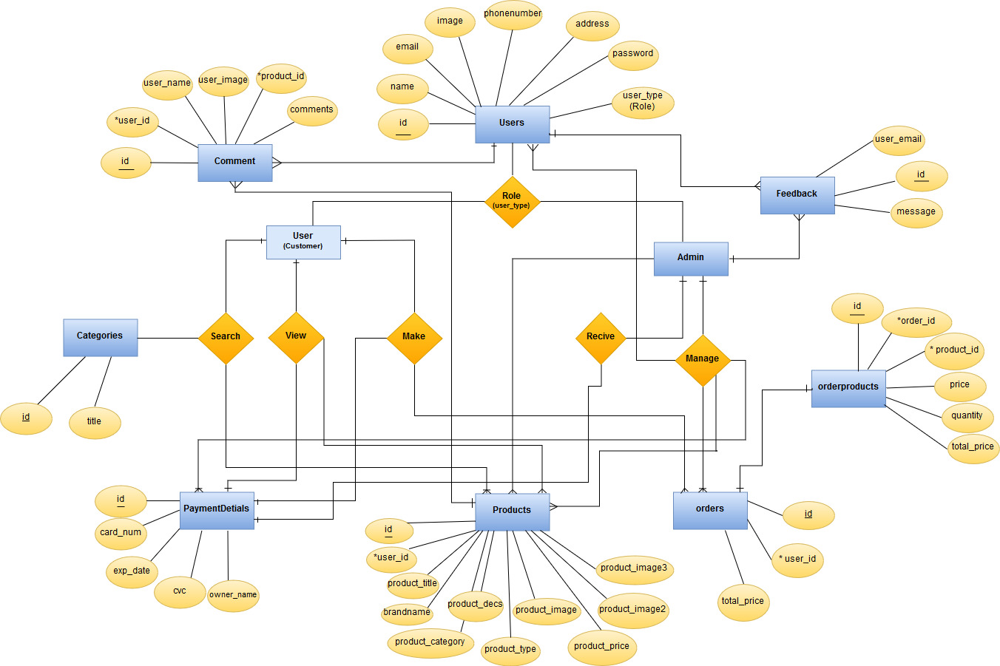 phonenumber
image
address
email
password
*product_id
user_image
user_name
name
user_type
(Role)
comments
*user_id
id
Users
user_email
id
Comment
id
Feedback
Role
(user_type)
message
User
(Customer)
Admin
id
*order_id
Categories
Search
View
Make
Recive
* product_id
Manage
orderproducts
price
id
title
quantity
total_price
id
PaymentDetials
Products
orders
id
card_num
id
*user_id
* user_id
exp_date
product_title
product_image3
cvc
owner_name
brandname
product_decs
product_image
product_image2
total_price
product_category
product_type
product_price